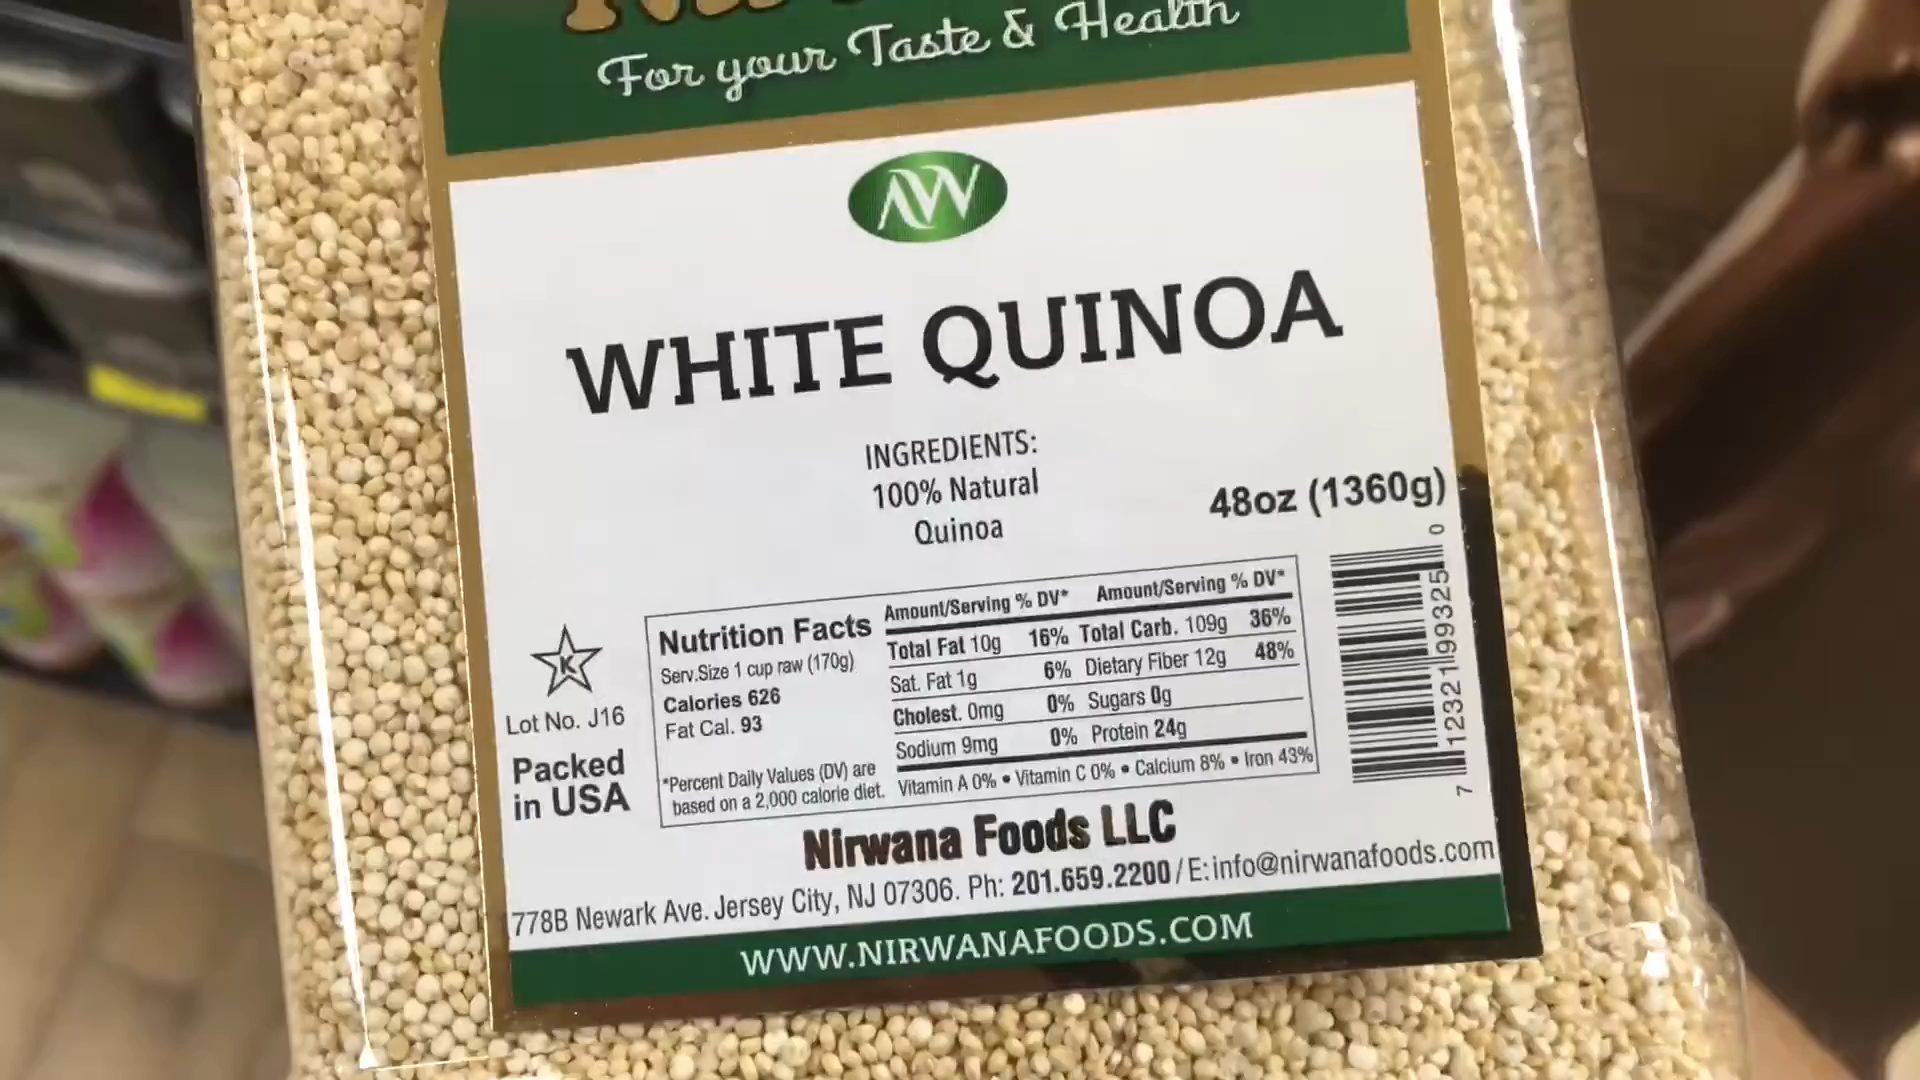 For your Taste & Health
WHITE QUINOA
INGREDIENTS:
100% Natural
Quinoa
48oz (1360g)
K
Lot No. J16
Packed
in USA
Nutrition Facts
Serv.Size 1 cup raw (170g)
Calories 626
Fat Cal. 93
*Percent Daily Values (DV) are
based on a 2,000 calorie diet.
Amount/Serving % DV* Amount/Serving % DV*
Total Fat 10g 16% Total Carb. 109g 36%
Sat. Fat 1g 6% Dietary Fiber 12g 48%
Cholest. 0mg 0% Sugars 0g
Sodium 9mg 0% Protein 24g
Vitamin A 0% • Vitamin C 0% • Calcium 8% • Iron 43%
7 12321 99325 0
Nirwana Foods LLC
778B Newark Ave. Jersey City, NJ 07306. Ph: 201.659.2200 / E: info@nirwanafoods.com
WWW.NIRWANAFOODS.COM